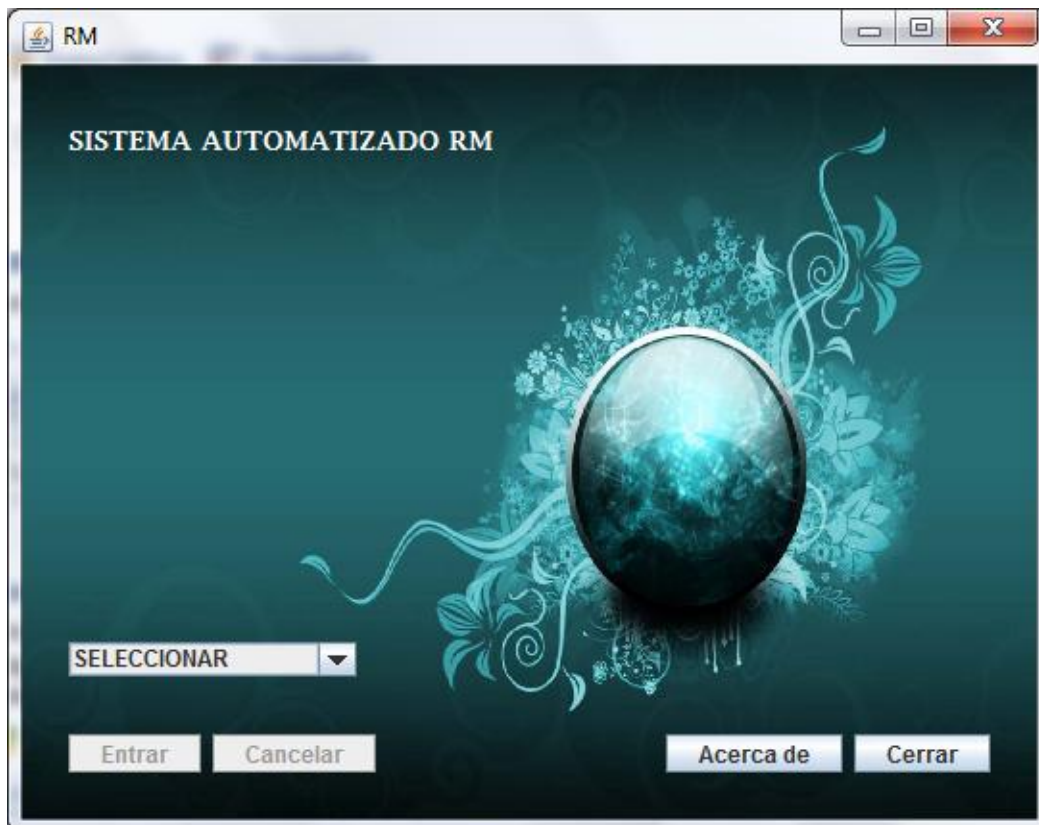 RM
SISTEMA AUTOMATIZADO RM
SELECCIONAR
Entrar Cancelar Acerca de Cerrar